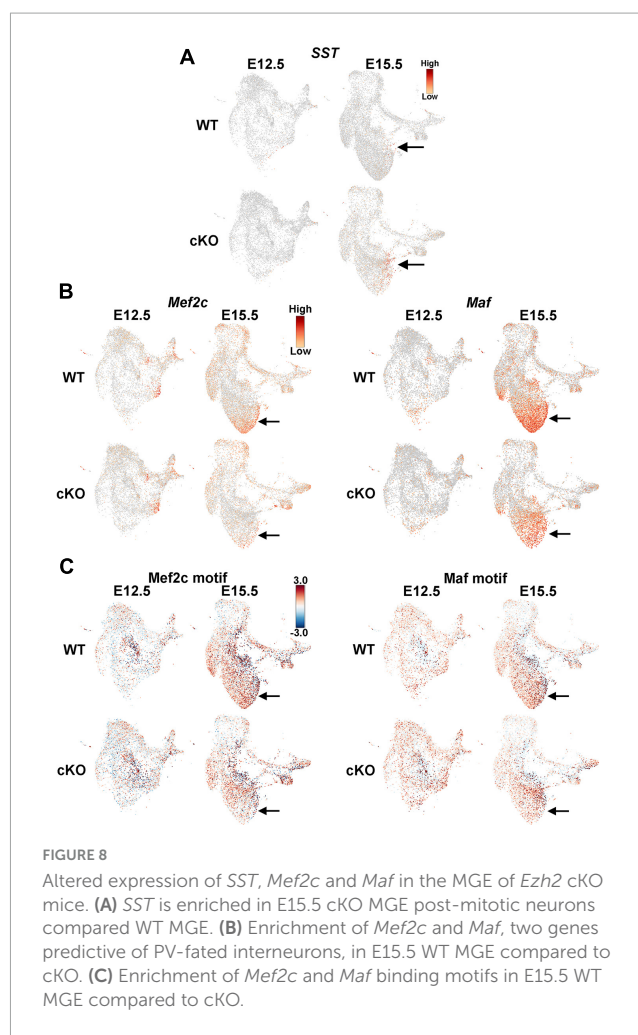 A
SST
E12.5 E15.5
High
Low
WT
cKO
B
Mef2c Maf
E12.5 E15.5 E12.5 E15.5
High
Low
WT WT
cKO cKO
C
Mef2c motif Maf motif
E12.5 E15.5 E12.5 E15.5
3.0
-3.0
WT WT
cKO cKO
FIGURE 8
Altered expression of SST, Mef2c and Maf in the MGE of Ezh2 cKO
mice. (A) SST is enriched in E15.5 cKO MGE post-mitotic neurons
compared WT MGE. (B) Enrichment of Mef2c and Maf, two genes
predictive of PV-fated interneurons, in E15.5 WT MGE compared to
cKO. (C) Enrichment of Mef2c and Maf binding motifs in E15.5 WT
MGE compared to cKO.